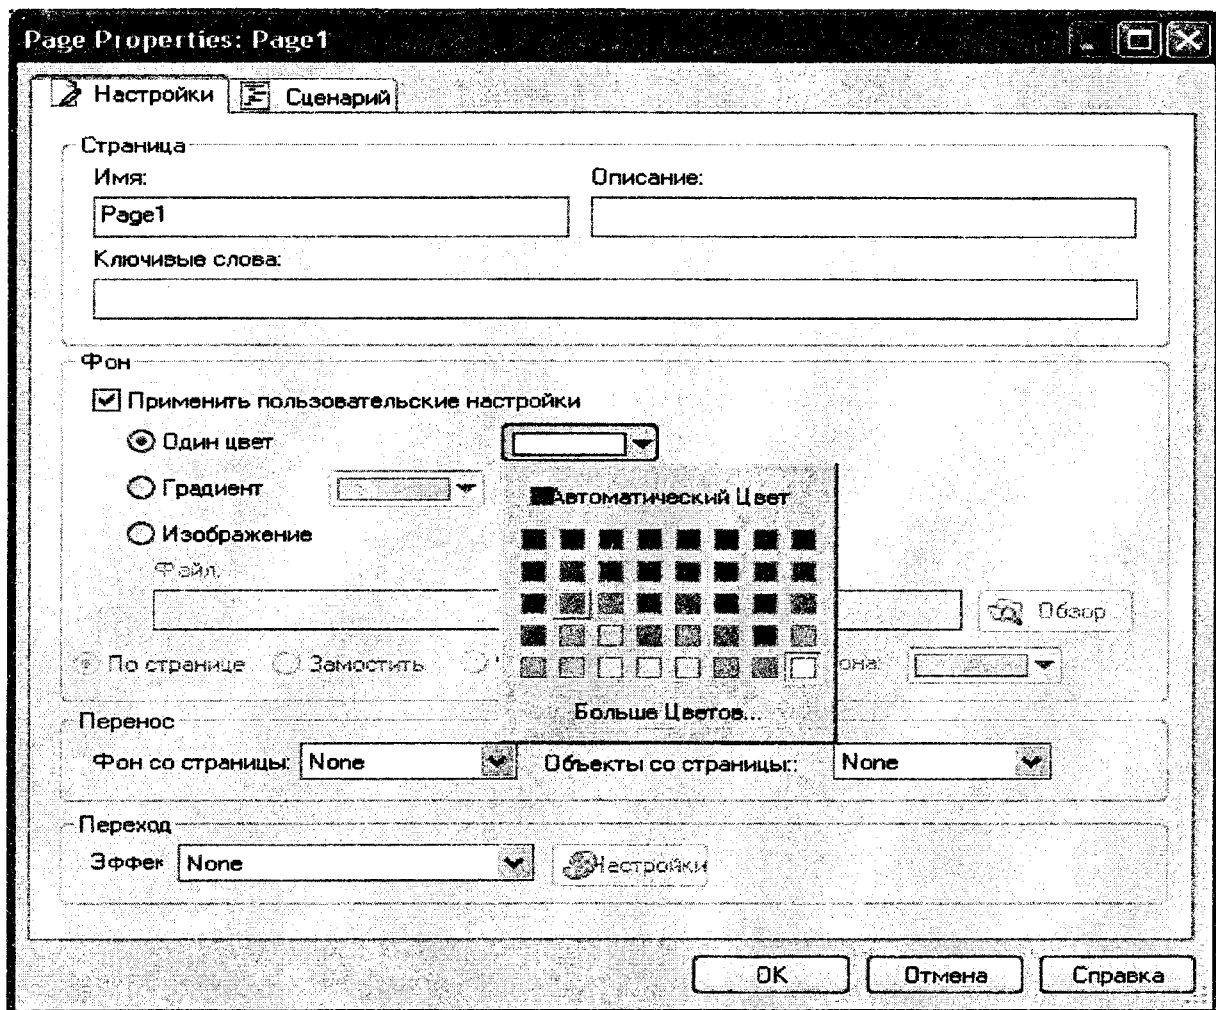 Page Properties: Page1
Настройки Сценарий
Страница
Имя: Описание:
Page1
Ключивые слова:
Фон
Применить пользовательские настройки
Один цвет
Градиент
Автоматический Цвет
Изображение
Файл:
Обзор
По странице Замостить она:
Больше Цветов...
Перенос
Фон со страницы: None Объекты со страницы:: None
Переход
Эффек None Настройки
OK Отмена Справка